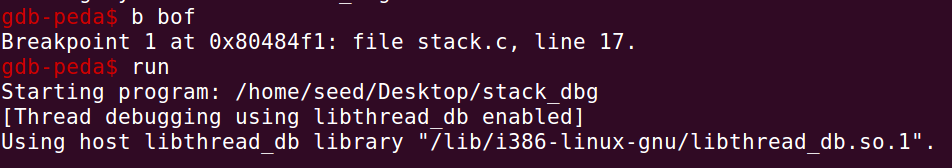 gdb-peda$ b bof
Breakpoint 1 at 0x80484f1: file stack.c, line 17.
gdb-peda$ run
Starting program: /home/seed/Desktop/stack_dbg
[Thread debugging using libthread_db enabled]
Using host libthread_db library "/lib/i386-linux-gnu/libthread_db.so.1".